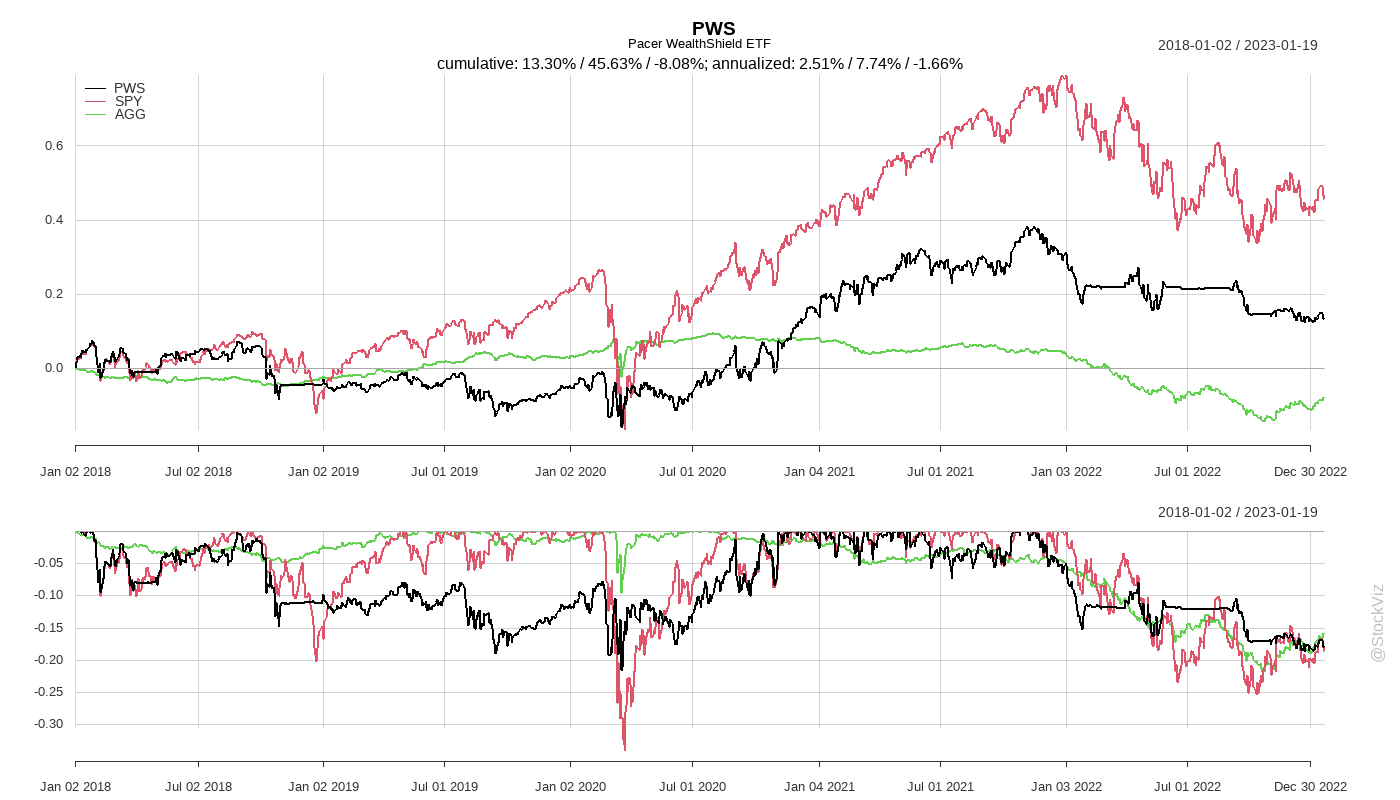 PWS
Pacer WealthShield ETF
2018-01-02 / 2023-01-19
cumulative: 13.30% / 45.63% / -8.08%; annualized: 2.51% / 7.74% / -1.66%
PWS
SPY
AGG
0.6
0.4
0.2
0.0
Jan 02 2018 Jul 02 2018 Jan 02 2019 Jul 01 2019 Jan 02 2020 Jul 01 2020 Jan 04 2021 Jul 01 2021 Jan 03 2022 Jul 01 2022 Dec 30 2022
2018-01-02 / 2023-01-19
-0.05
-0.10
-0.15
-0.20
-0.25
-0.30
Jan 02 2018 Jul 02 2018 Jan 02 2019 Jul 01 2019 Jan 02 2020 Jul 01 2020 Jan 04 2021 Jul 01 2021 Jan 03 2022 Jul 01 2022 Dec 30 2022
@StockViz